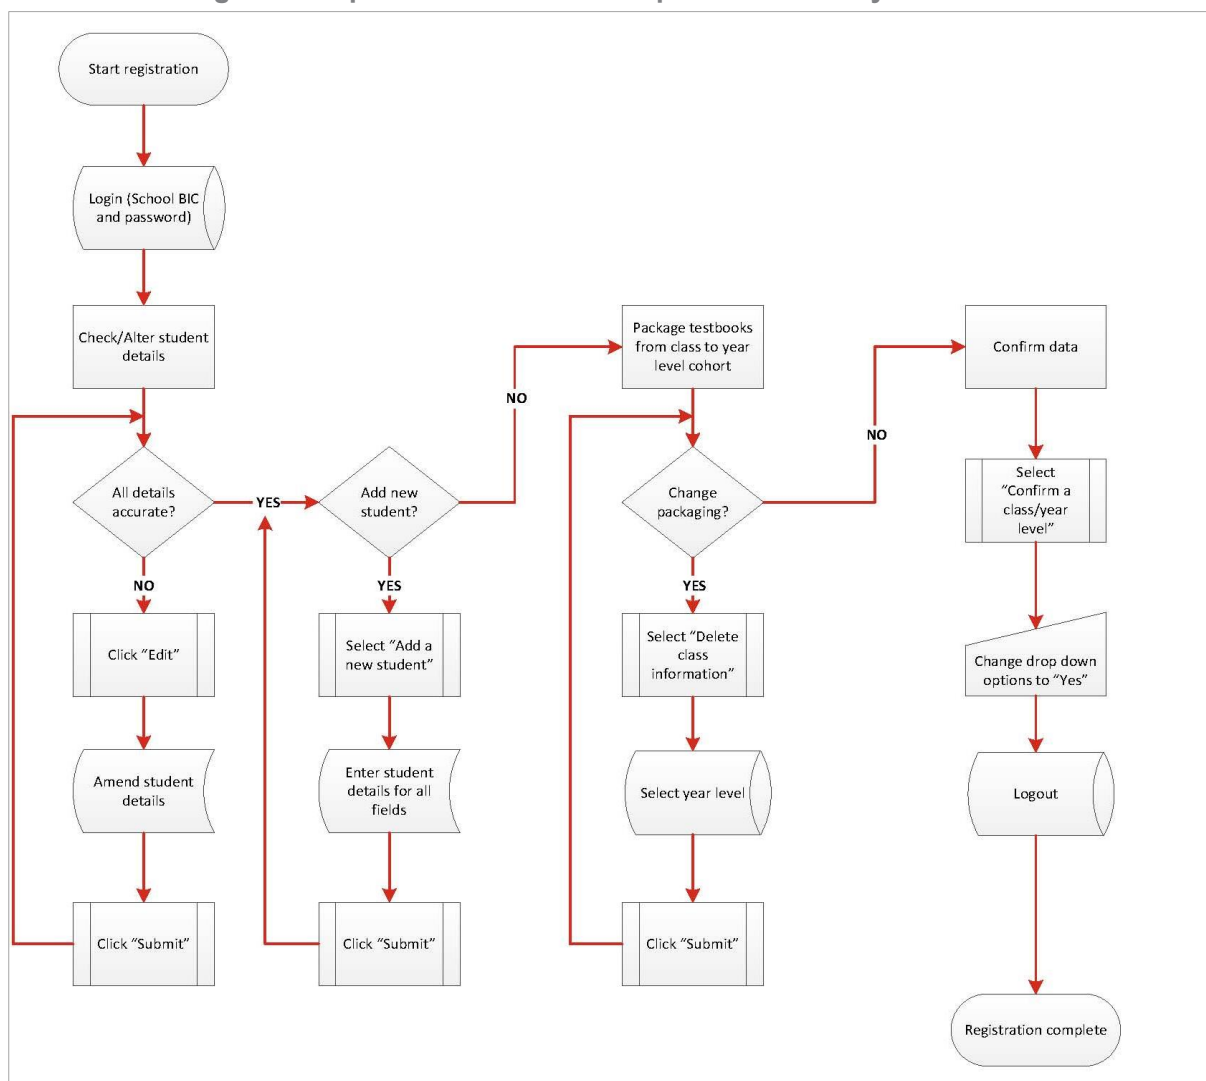 Start registration
Login (School BIC
and password)
Check/Alter student
details
All details
accurate?
YES
NO
Click “Edit”
Amend student
details
Click “Submit”
Add new
student?
NO
YES
Select “Add a
new student”
Enter student
details for all
fields
Click “Submit”
Package testbooks
from class to year
level cohort
Change
packaging?
NO
YES
Select “Delete
class
information”
Select year level
Click “Submit”
Confirm data
Select
“Confirm a
class/year
level”
Change drop down
options to “Yes”
Logout
Registration complete